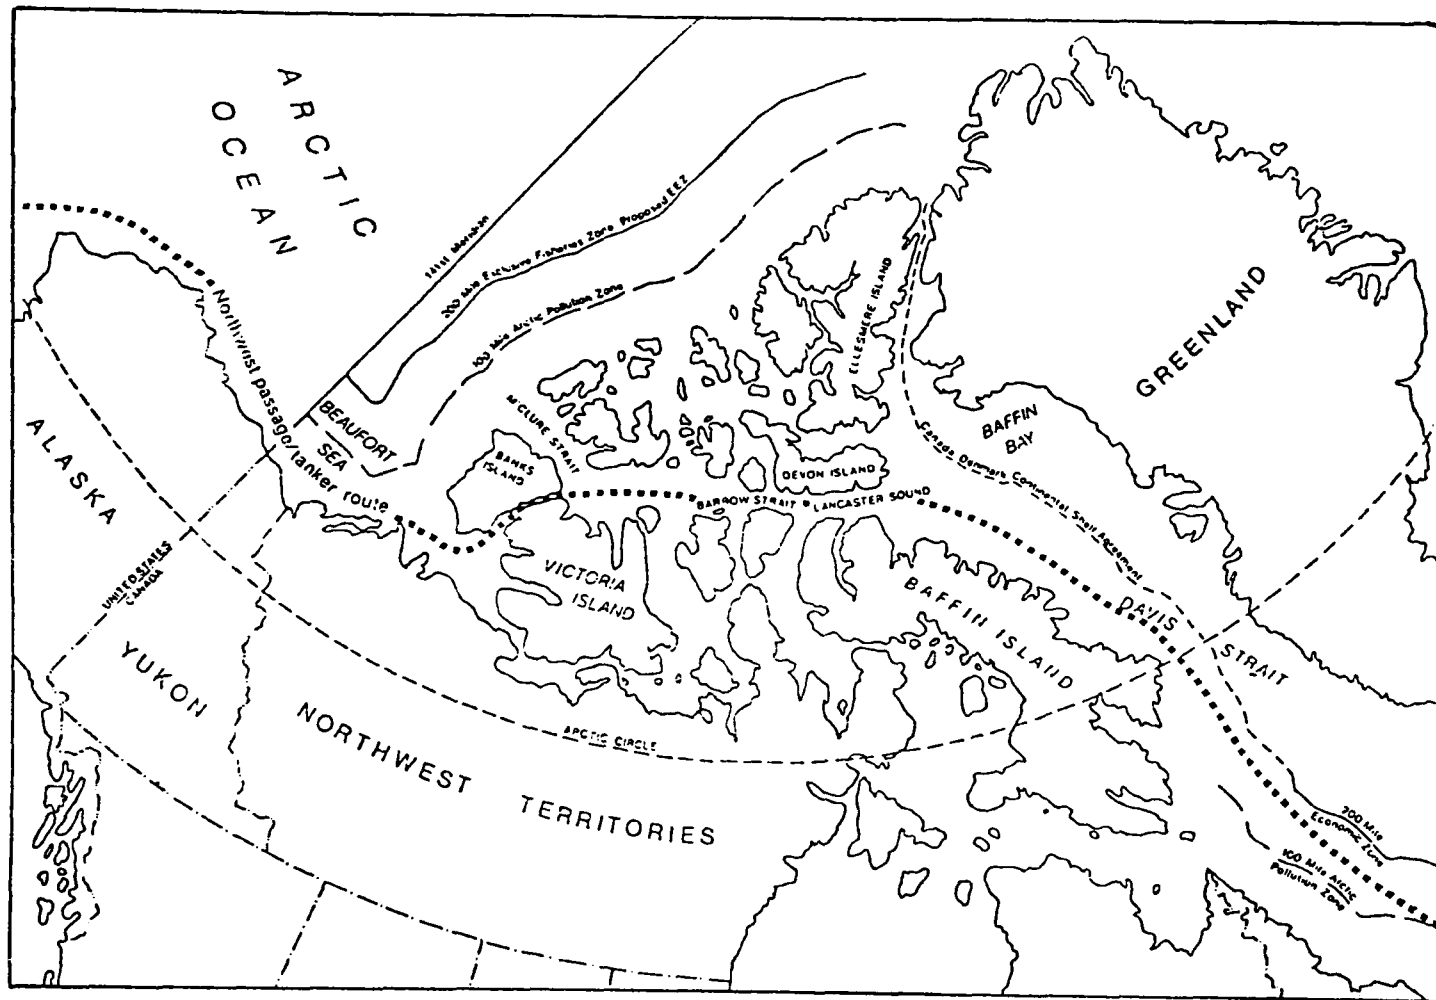 ARCTIC
OCEAN
141st Meridian
200 Mile Exclusive Fisheries Zone Proposed EEZ
100 Mile Arctic Pollution Zone
Northwest passage/tanker route
BEAUFORT
SEA
M'CLURE STRAIT
BANKS
ISLAND
ELLESMERE ISLAND
GREENLAND
BAFFIN
BAY
DEVON ISLAND
BARROW STRAIT
LANCASTER SOUND
Canada Denmark Continental Shelf Agreement
ALASKA
UNITED STATES
CANADA
VICTORIA
ISLAND
BAFFIN ISLAND
DAVIS
STRAIT
YUKON
NORTHWEST TERRITORIES
ARCTIC CIRCLE
200 Mile
Economic Zone
100 Mile Arctic
Pollution Zone